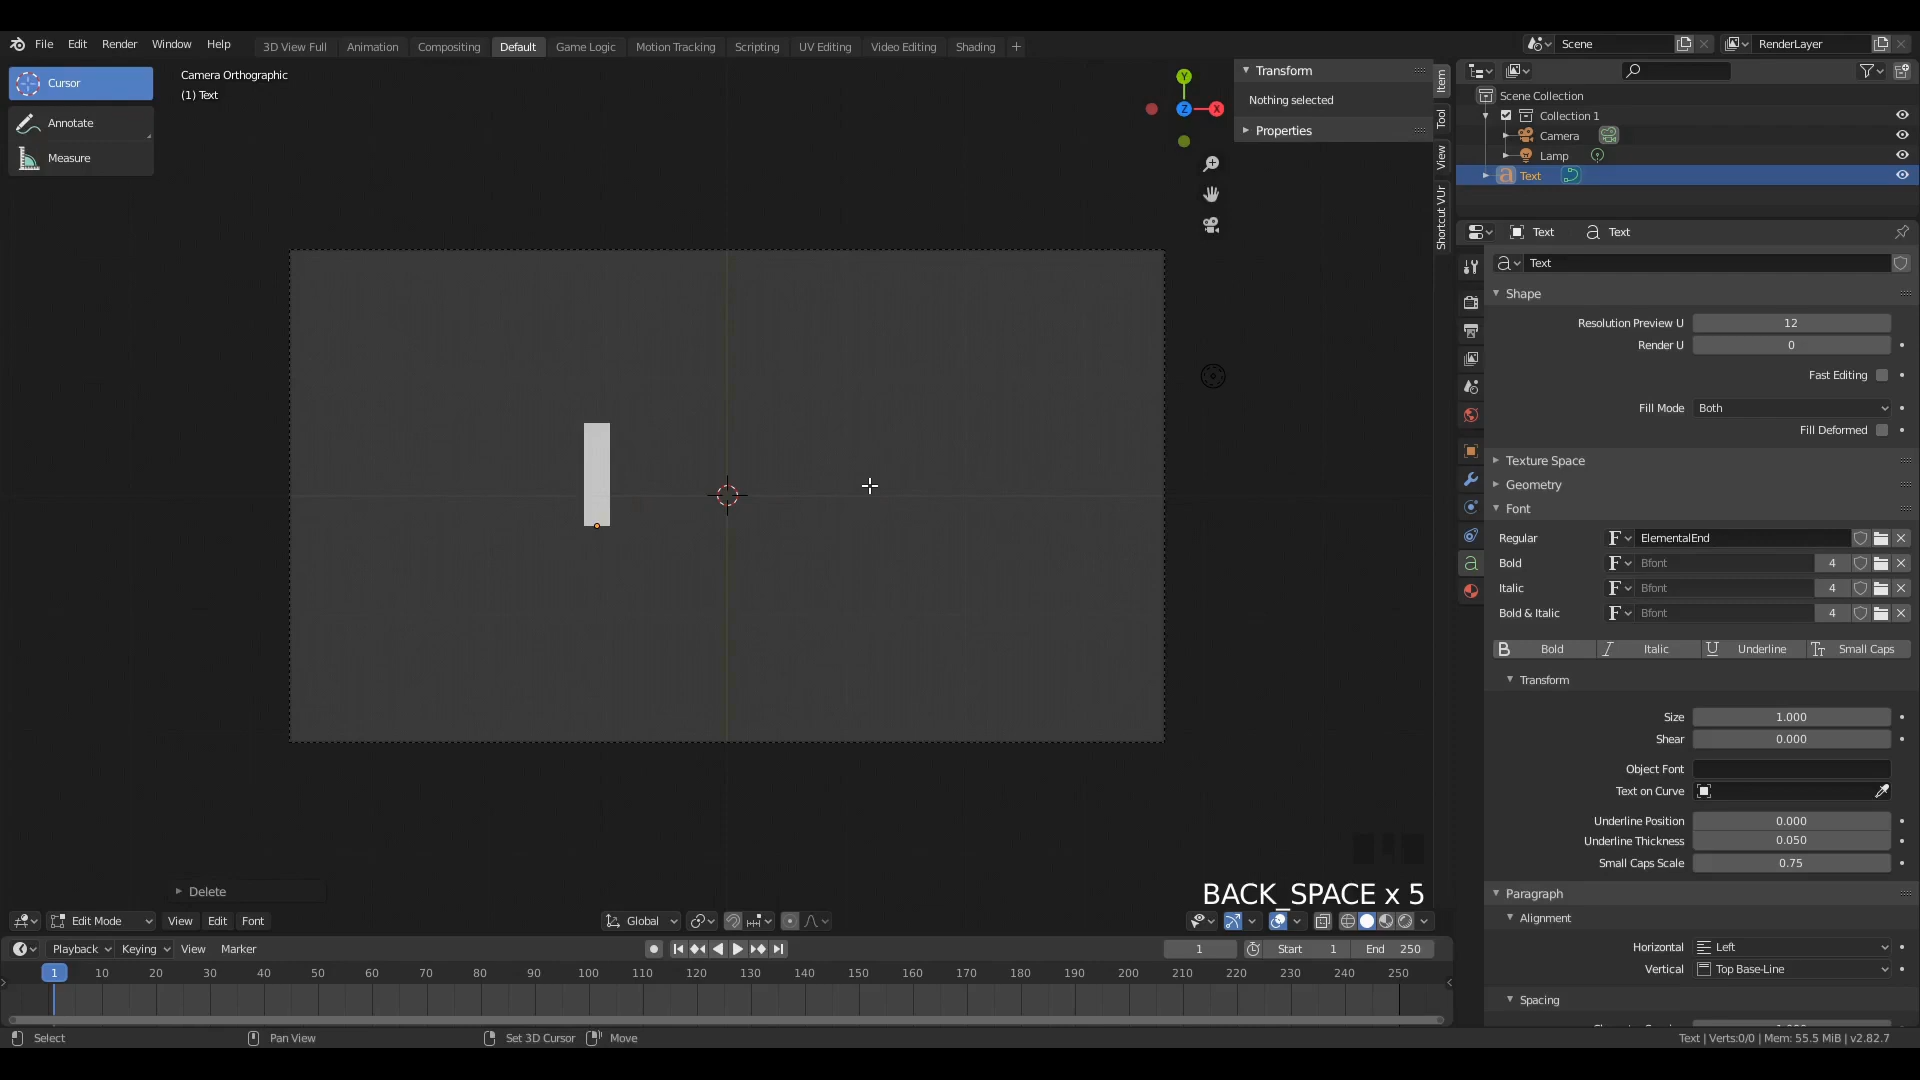 File Edit Render Window Help 3D View Full Animation Compositing Default Game Logic Motion Tracking Scripting UV Editing Video Editing Shading + Scene RenderLayer
Cursor
Annotate
Measure
Camera Orthographic
(1) Text
Y
Z X
Transform
Nothing selected
Properties
Item
Tool
View
Shortcut VUr
Scene Collection
Collection 1
Camera
Lamp
Text
Text Text
Text
Shape
Resolution Preview U 12
Render U 0
Fast Editing
Fill Mode Both
Fill Deformed
Texture Space
Geometry
Font
Regular F ElementalEnd
Bold F Bfont 4
Italic F Bfont 4
Bold & Italic F Bfont 4
B Bold I Italic U Underline TT Small Caps
Transform
Size 1.000
Shear 0.000
Object Font
Text on Curve
Underline Position 0.000
Underline Thickness 0.050
Small Caps Scale 0.75
Paragraph
Alignment
Horizontal Left
Vertical Top Base-Line
Spacing
Delete
BACK_SPACE x 5
Edit Mode View Edit Font Global
Playback Keying View Marker 1 Start 1 End 250
1 10 20 30 40 50 60 70 80 90 100 110 120 130 140 150 160 170 180 190 200 210 220 230 240 250
Select Pan View Set 3D Cursor Move Text | Verts:0/0 | Mem: 55.5 MiB | v2.82.7